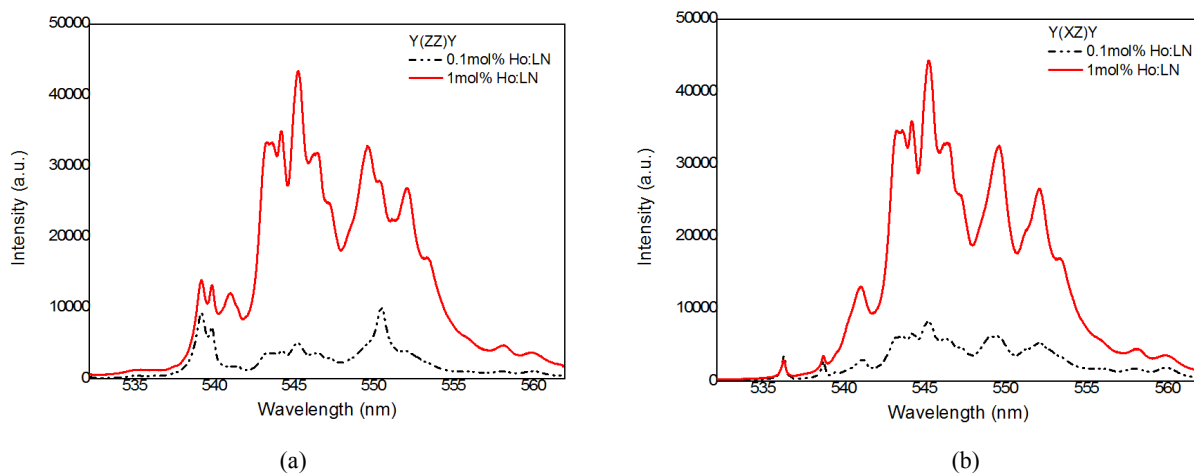 50000
Y(ZZ)Y
0.1mol% Ho:LN
1mol% Ho:LN
40000
30000
20000
10000
0
Intensity (a.u.)
535 540 545 550 555 560
Wavelength (nm)
(a)
50000
Y(XZ)Y
0.1mol% Ho:LN
1mol% Ho:LN
40000
30000
20000
10000
0
Intensity (a.u.)
535 540 545 550 555 560
Wavelength (nm)
(b)